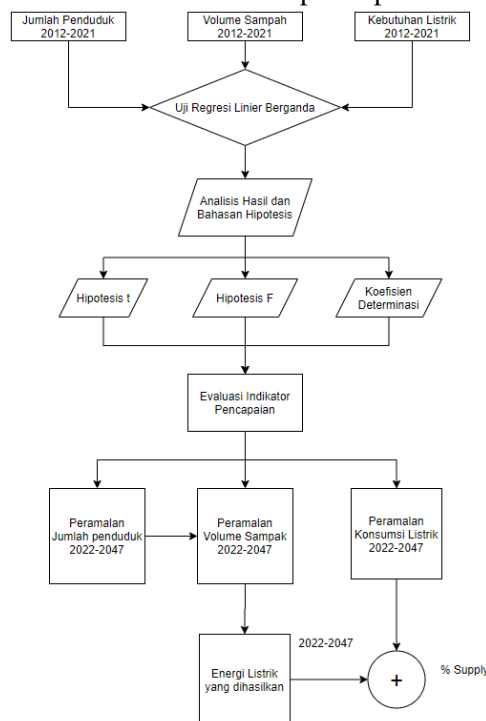 Jumlah Penduduk
2012-2021
Volume Sampah
2012-2021
Kebutuhan Listrik
2012-2021
Uji Regresi Linier Berganda
Analisis Hasil dan
Bahasan Hipotesis
Hipotesis t
Hipotesis F
Koefisien
Determinasi
Evaluasi Indikator
Pencapaian
Peramalan
Jumlah penduduk
2022-2047
Peramalan
Volume Sampak
2022-2047
Peramalan
Konsumsi Listrik
2022-2047
Energi Listrik
yang dihasilkan
2022-2047
+
% Supply